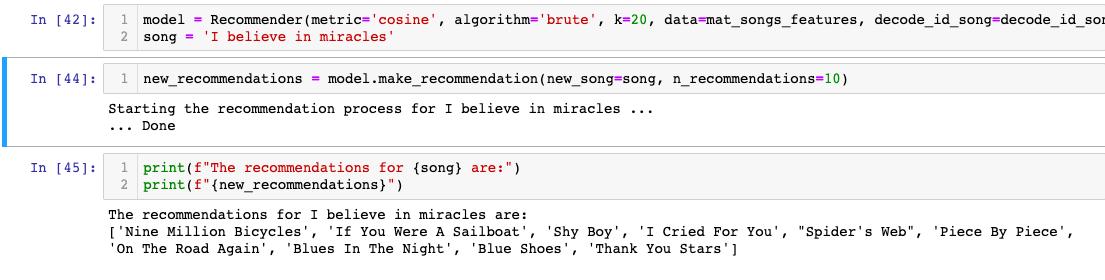 In [42]: 1 model = Recommender(metric='cosine', algorithm='brute', k=20, data=mat_songs_features, decode_id_song=decode_id_so
2 song = 'I believe in miracles'
In [44]: 1 new_recommendations = model.make_recommendation(new_song=song, n_recommendations=10)
Starting the recommendation process for I believe in miracles ...
... Done
In [45]: 1 print(f"The recommendations for {song} are:")
2 print(f"{new_recommendations}")
The recommendations for I believe in miracles are:
['Nine Million Bicycles', 'If You Were A Sailboat', 'Shy Boy', 'I Cried For You', "Spider's Web", 'Piece By Piece',
'On The Road Again', 'Blues In The Night', 'Blue Shoes', 'Thank You Stars']